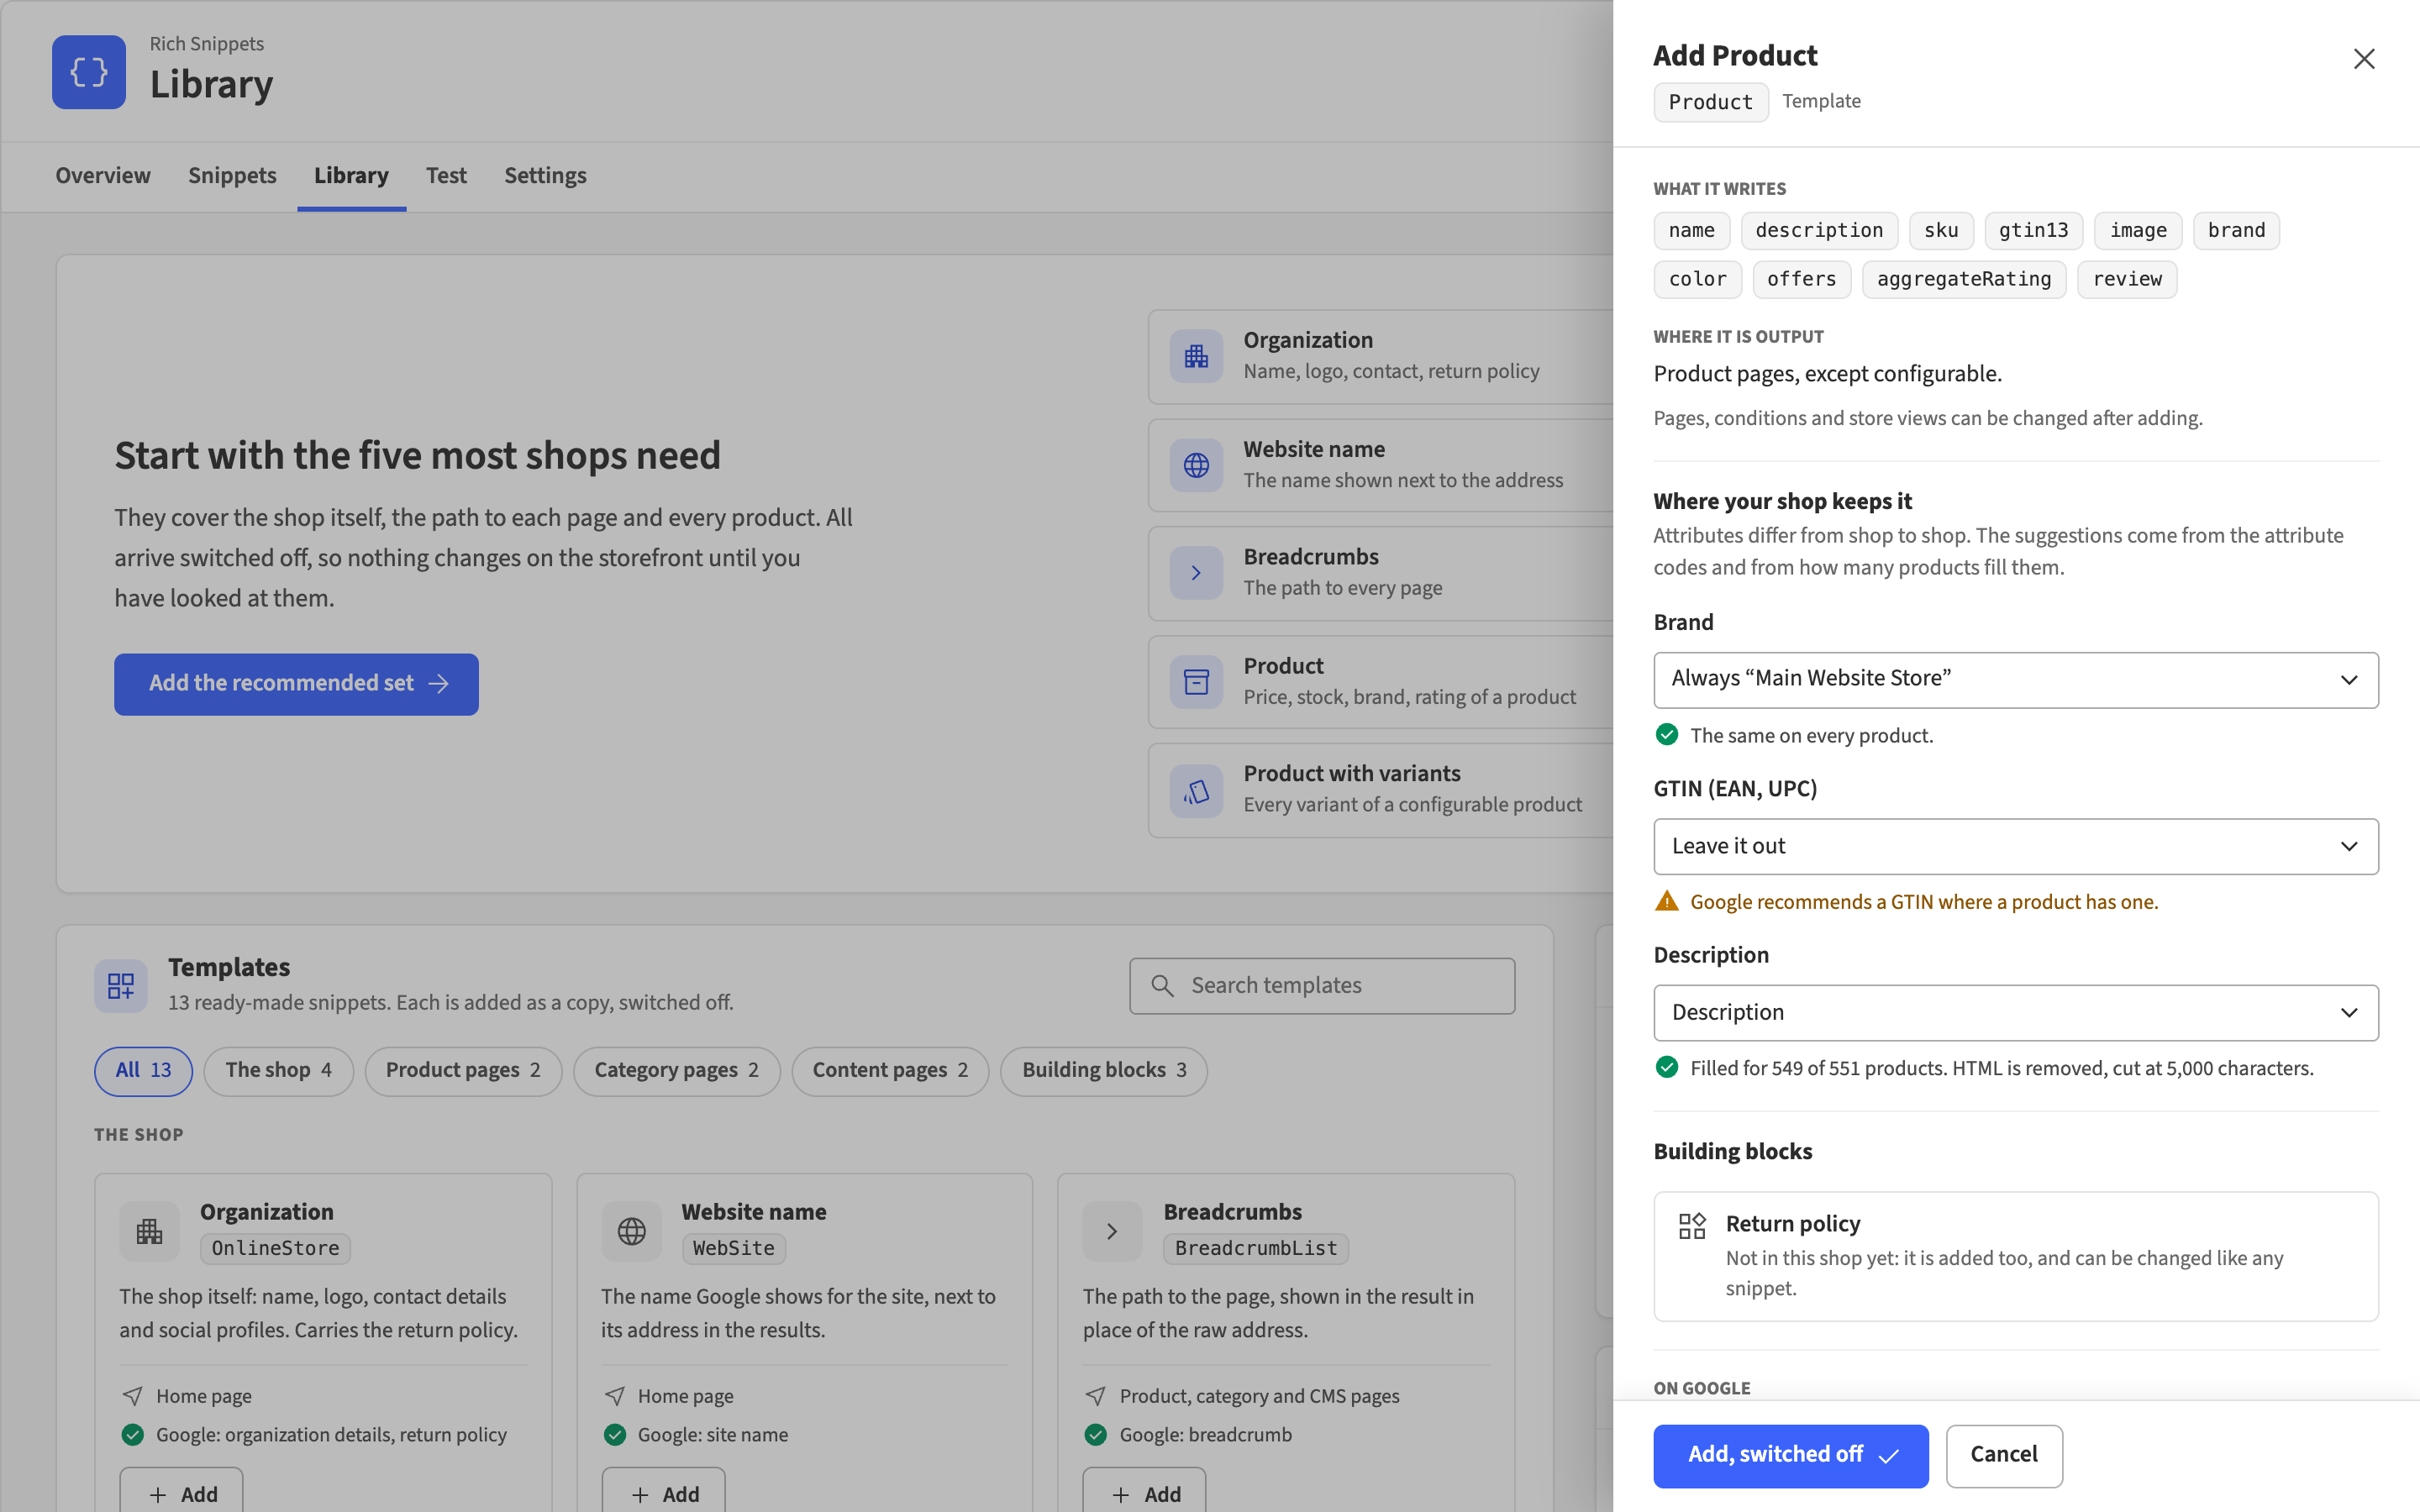 Rich Snippets
Library
Overview
Snippets
Library
Test
Settings
Start with the five most shops need
They cover the shop itself, the path to each page and every product. All
arrive switched off, so nothing changes on the storefront until you
have looked at them.
Add the recommended set
Organization
Name, logo, contact, return policy
Website name
The name shown next to the address
Breadcrumbs
The path to every page
Product
Price, stock, brand, rating of a product
Product with variants
Every variant of a configurable product
Templates
13 ready-made snippets. Each is added as a copy, switched off.
Search templates
All 13
The shop 4
Product pages 2
Category pages 2
Content pages 2
Building blocks 3
THE SHOP
Organization
OnlineStore
The shop itself: name, logo, contact details
and social profiles. Carries the return policy.
Home page
Google: organization details, return policy
Add
Website name
WebSite
The name Google shows for the site, next to
its address in the results.
Home page
Google: site name
Add
Breadcrumbs
BreadcrumbList
The path to the page, shown in the result in
place of the raw address.
Product, category and CMS pages
Google: breadcrumb
Add
Add Product
Product Template
WHAT IT WRITES
name description sku gtin13 image brand
color offers aggregateRating review
WHERE IT IS OUTPUT
Product pages, except configurable.
Pages, conditions and store views can be changed after adding.
Where your shop keeps it
Attributes differ from shop to shop. The suggestions come from the attribute
codes and from how many products fill them.
Brand
Always “Main Website Store”
The same on every product.
GTIN (EAN, UPC)
Leave it out
Google recommends a GTIN where a product has one.
Description
Description
Filled for 549 of 551 products. HTML is removed, cut at 5,000 characters.
Building blocks
Return policy
Not in this shop yet: it is added too, and can be changed like any
snippet.
ON GOOGLE
Add, switched off
Cancel